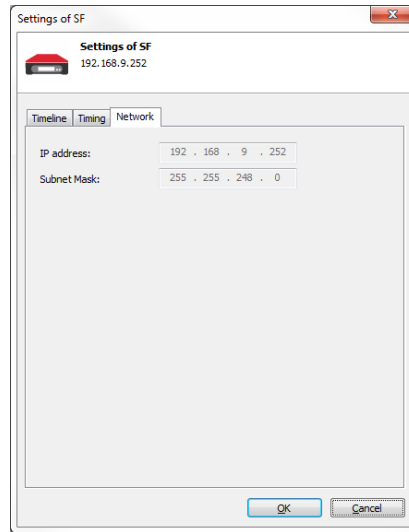 Settings of SF
Settings of SF
192.168.9.252
Timeline Timing Network
IP address: 192 . 168 . 9 . 252
Subnet Mask: 255 . 255 . 248 . 0
OK Cancel